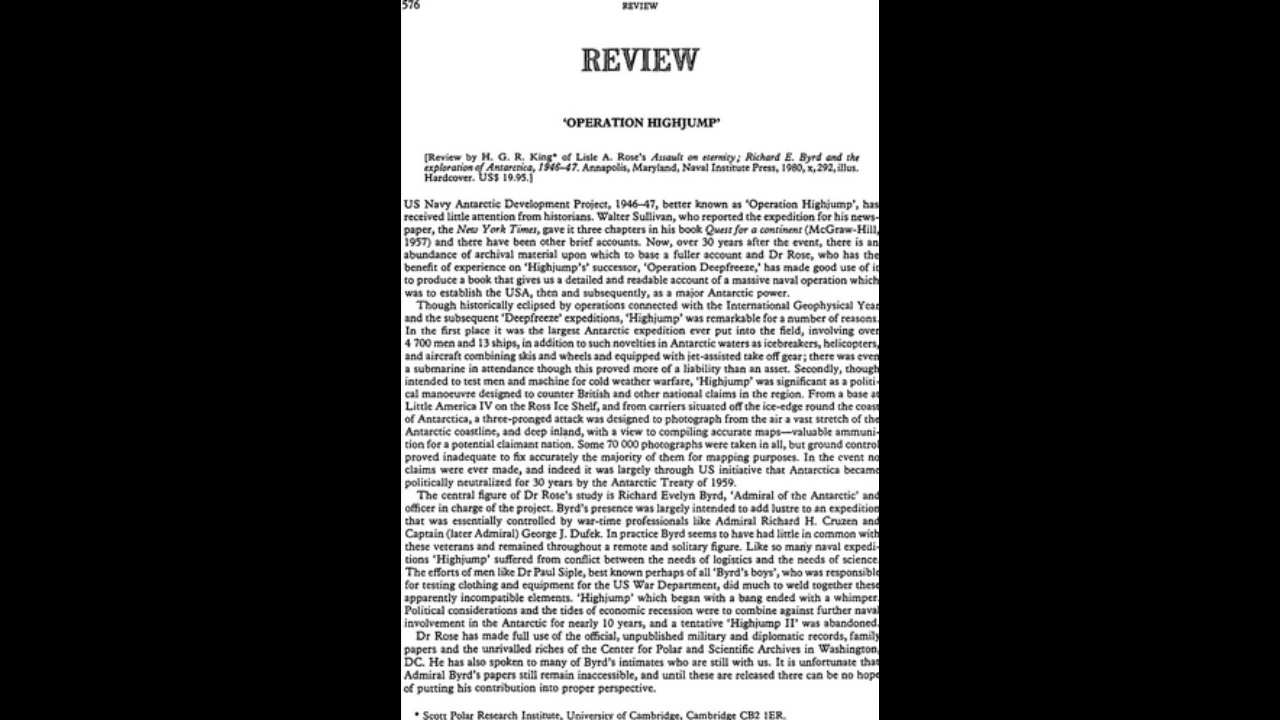 576 REVIEW
REVIEW
'OPERATION HIGHJUMP'
[Review by H. G. R. King* of Lisle A. Rose's Assault on eternity; Richard E. Byrd and the
exploration of Antarctica, 1946–47. Annapolis, Maryland, Naval Institute Press, 1980, x, 292, illus.
Hardcover. US$ 19.95.]
US Navy Antarctic Development Project, 1946–47, better known as 'Operation Highjump', has
received little attention from historians. Walter Sullivan, who reported the expedition for his news-
paper, the New York Times, gave it three chapters in his book Quest for a continent (McGraw-Hill,
1957) and there have been other brief accounts. Now, over 30 years after the event, there is an
abundance of archival material upon which to base a fuller account and Dr Rose, who has the
benefit of experience on 'Highjump's' successor, 'Operation Deepfreeze,' has made good use of it
to produce a book that gives us a detailed and readable account of a massive naval operation which
was to establish the USA, then and subsequently, as a major Antarctic power.
Though historically eclipsed by operations connected with the International Geophysical Year
and the subsequent 'Deepfreeze' expeditions, 'Highjump' was remarkable for a number of reasons.
In the first place it was the largest Antarctic expedition ever put into the field, involving over
4 700 men and 13 ships, in addition to such novelties in Antarctic waters as icebreakers, helicopters,
and aircraft combining skis and wheels and equipped with jet-assisted take off gear; there was even
a submarine in attendance though this proved more of a liability than an asset. Secondly, though
intended to test men and machine for cold weather warfare, 'Highjump' was significant as a politi-
cal manoeuvre designed to counter British and other national claims in the region. From a base at
Little America IV on the Ross Ice Shelf, and from carriers situated off the ice-edge round the coast
of Antarctica, a three-pronged attack was designed to photograph from the air a vast stretch of the
Antarctic coastline, and deep inland, with a view to compiling accurate maps—valuable ammuni-
tion for a potential claimant nation. Some 70 000 photographs were taken in all, but ground control
proved inadequate to fix accurately the majority of them for mapping purposes. In the event no
claims were ever made, and indeed it was largely through US initiative that Antarctica became
politically neutralized for 30 years by the Antarctic Treaty of 1959.
The central figure of Dr Rose's study is Richard Evelyn Byrd, 'Admiral of the Antarctic' and
officer in charge of the project. Byrd's presence was largely intended to add lustre to an expedition
that was essentially controlled by war-time professionals like Admiral Richard H. Cruzen and
Captain (later Admiral) George J. Dufek. In practice Byrd seems to have had little in common with
these veterans and remained throughout a remote and solitary figure. Like so many naval expedi-
tions 'Highjump' suffered from conflict between the needs of logistics and the needs of science.
The efforts of men like Dr Paul Siple, best known perhaps of all 'Byrd's boys', who was responsible
for testing clothing and equipment for the US War Department, did much to weld together these
apparently incompatible elements. 'Highjump' which began with a bang ended with a whimper.
Political considerations and the tides of economic recession were to combine against further naval
involvement in the Antarctic for nearly 10 years, and a tentative 'Highjump II' was abandoned.
Dr Rose has made full use of the official, unpublished military and diplomatic records, family
papers and the unrivalled riches of the Center for Polar and Scientific Archives in Washington,
DC. He has also spoken to many of Byrd's intimates who are still with us. It is unfortunate that
Admiral Byrd's papers still remain inaccessible, and until these are released there can be no hope
of putting his contribution into proper perspective.
* Scott Polar Research Institute, University of Cambridge, Cambridge CB2 1ER.